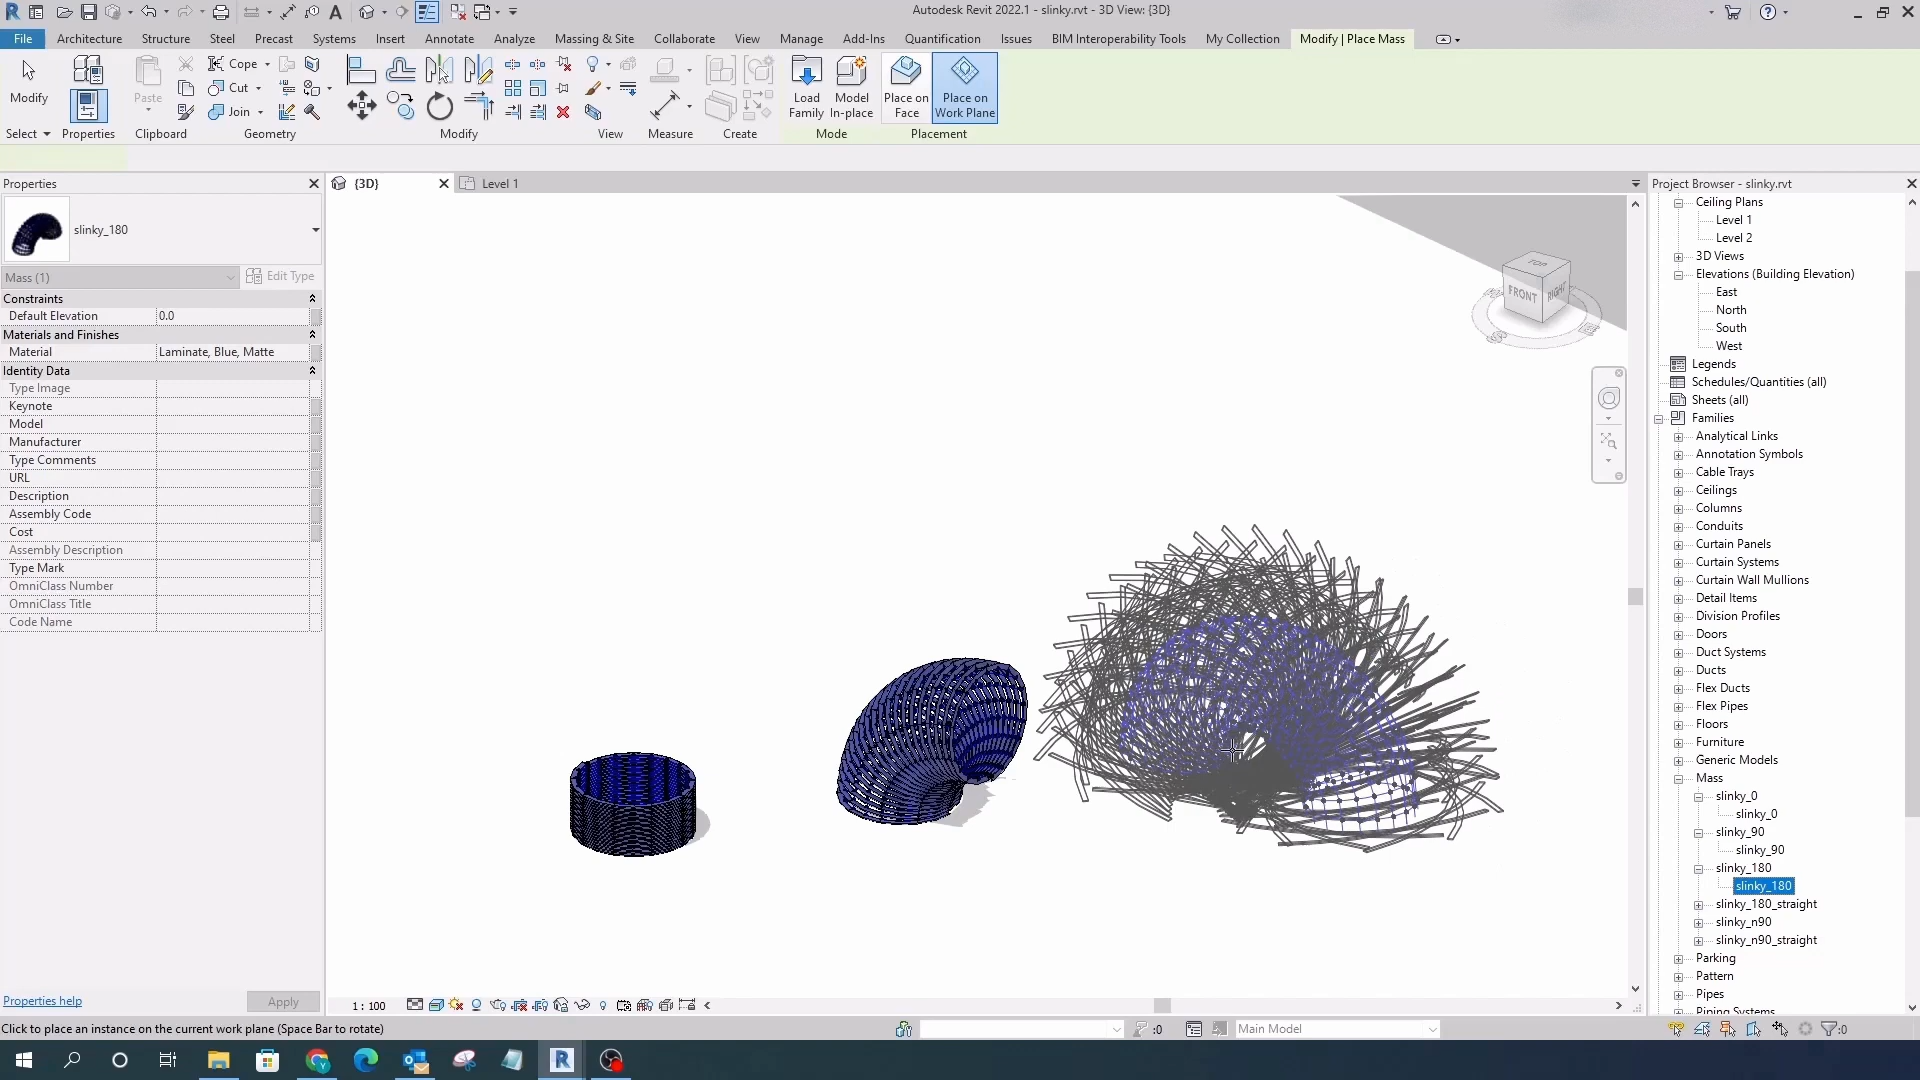 Autodesk Revit 2022.1 - slinky.rvt - 3D View: {3D}
File Architecture Structure Steel Precast Systems Insert Annotate Analyze Massing & Site Collaborate View Manage Add-Ins Quantification Issues BIM Interoperability Tools My Collection Modify | Place Mass
Modify
Paste
Cope
Cut
Join
Load Family
Model In-place
Place on Face
Place on Work Plane
Select Properties Clipboard Geometry Modify View Measure Create Mode Placement
Properties
slinky_180
Mass (1)
Edit Type
Constraints
Default Elevation 0.0
Materials and Finishes
Material Laminate, Blue, Matte
Identity Data
Type Image
Keynote
Model
Manufacturer
Type Comments
URL
Description
Assembly Code
Cost
Assembly Description
Type Mark
OmniClass Number
OmniClass Title
Code Name
Properties help
Apply
{3D}
Level 1
TOP
FRONT
RIGHT
Project Browser - slinky.rvt
Ceiling Plans
Level 1
Level 2
3D Views
Elevations (Building Elevation)
East
North
South
West
Legends
Schedules/Quantities (all)
Sheets (all)
Families
Analytical Links
Annotation Symbols
Cable Trays
Ceilings
Columns
Conduits
Curtain Panels
Curtain Systems
Curtain Wall Mullions
Detail Items
Division Profiles
Doors
Duct Systems
Ducts
Flex Ducts
Flex Pipes
Floors
Furniture
Generic Models
Mass
slinky_0
slinky_0
slinky_90
slinky_90
slinky_180
slinky_180
slinky_180_straight
slinky_n90
slinky_n90_straight
Parking
Pattern
Pipes
Piping Systems
1 : 100
Click to place an instance on the current work plane (Space Bar to rotate)
:0
Main Model
:0